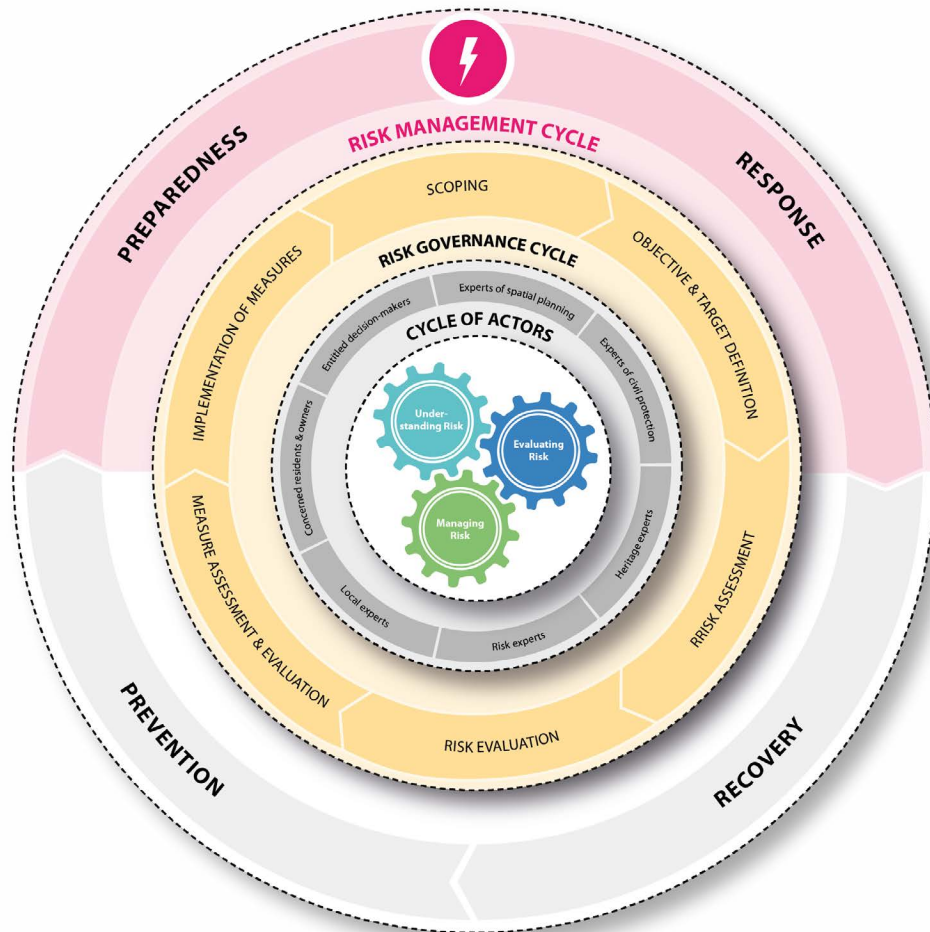 RISK MANAGEMENT CYCLE
PREPAREDNESS
RESPONSE
RECOVERY
PREVENTION
RISK GOVERNANCE CYCLE
SCOPING
OBJECTIVE & TARGET DEFINITION
RRISK ASSESSMENT
RISK EVALUATION
MEASURE ASSESSMENT & EVALUATION
IMPLEMENTATION OF MEASURES
CYCLE OF ACTORS
Experts of spatial planning
Experts of civil protection
Heritage experts
Risk experts
Local experts
Concerned residents & owners
Entitled decision-makers
Under-
standing Risk
Evaluating
Risk
Managing
Risk